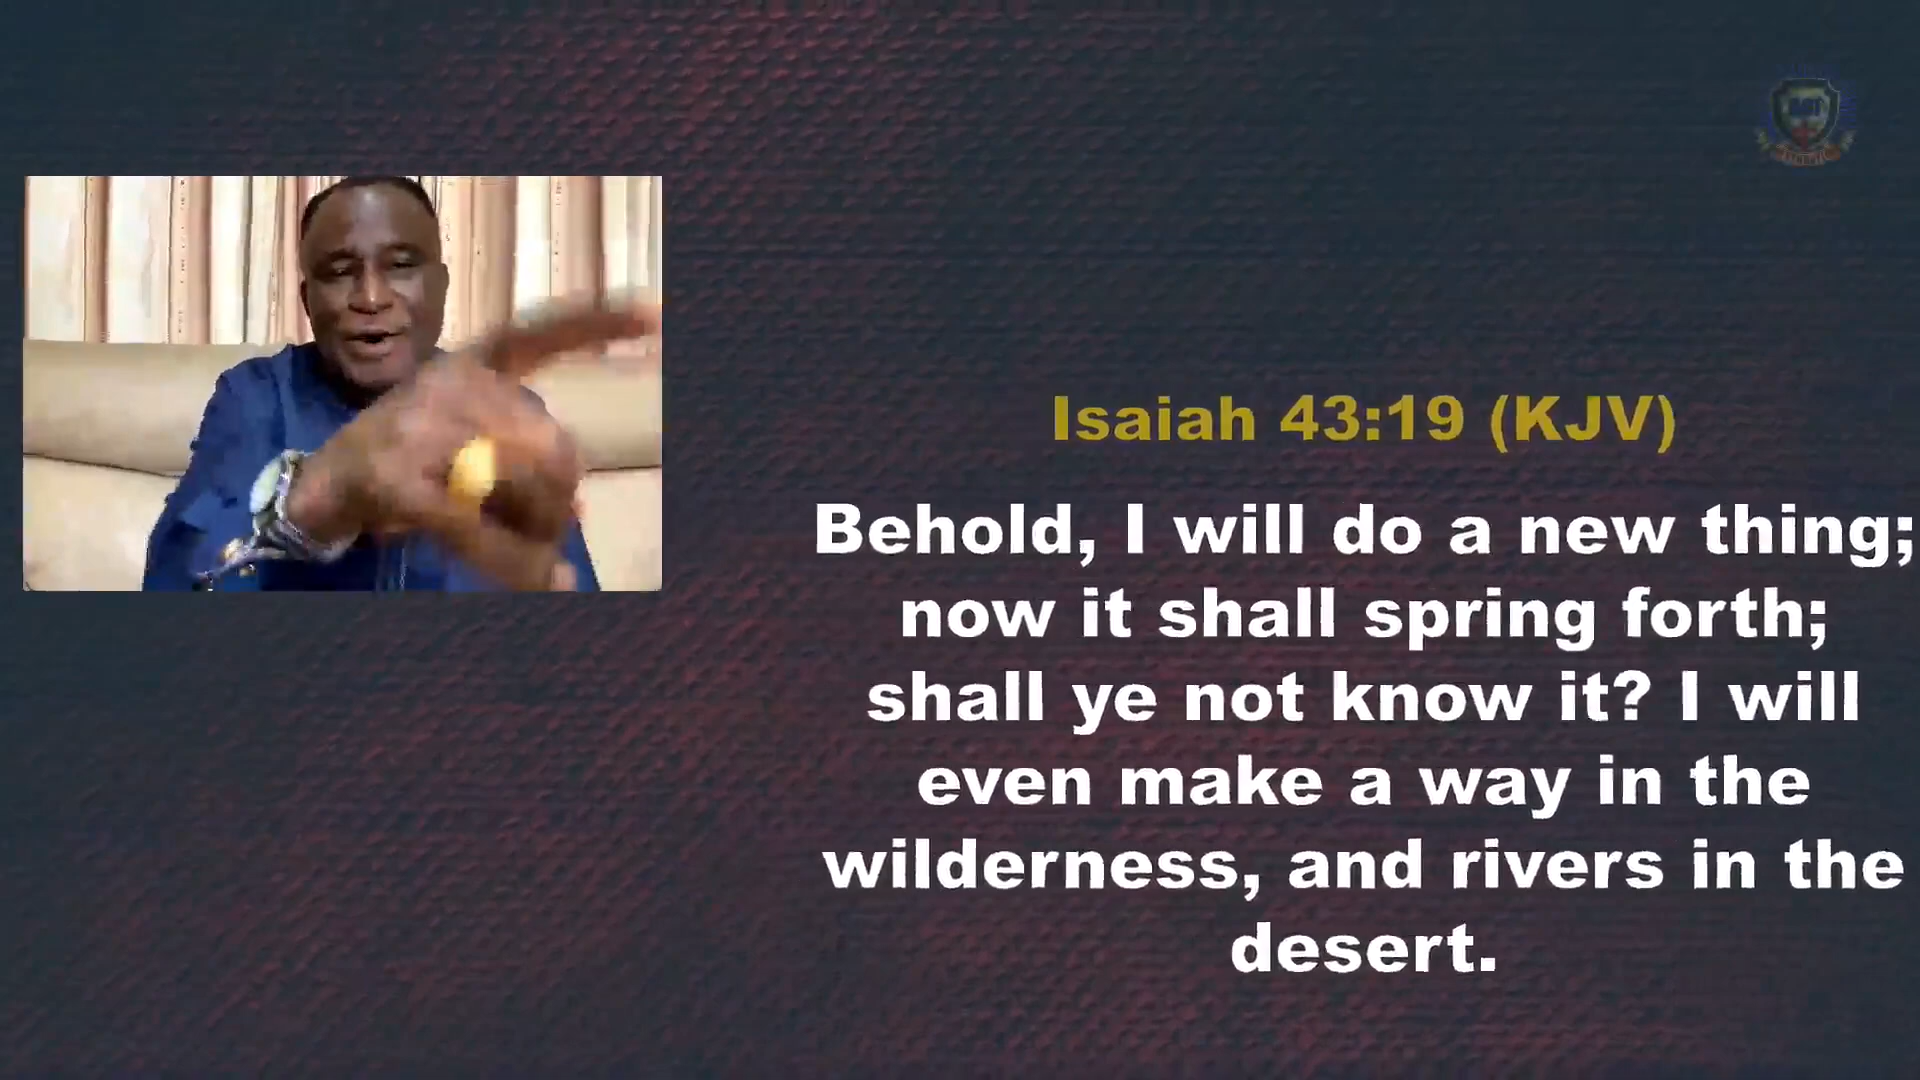 Isaiah 43:19 (KJV)
Behold, I will do a new thing;
now it shall spring forth;
shall ye not know it? I will
even make a way in the
wilderness, and rivers in the
desert.